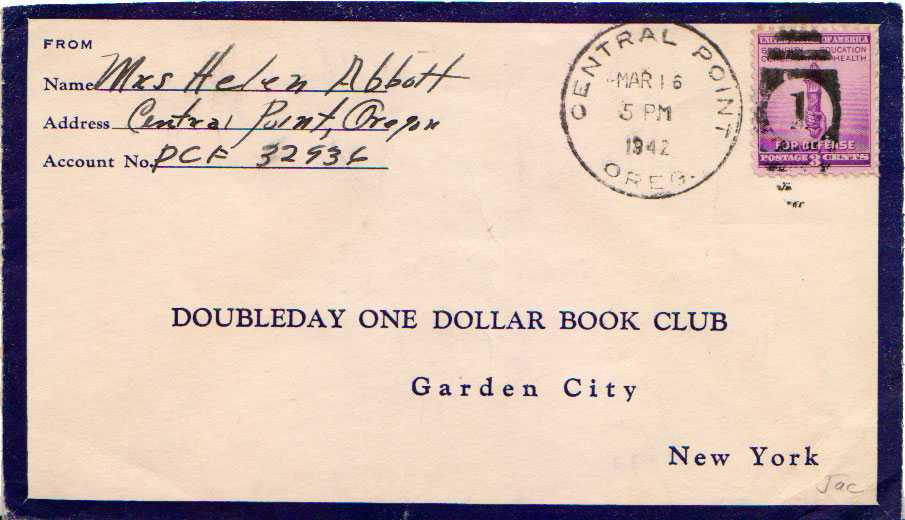 FROM
Name Mrs Helen Abbott
Address Central Point, Oregon
Account No. PCF 32936
CENTRAL POINT
MAR 16
5 PM
1942
OREG.
UNITED STATES OF AMERICA
EDUCATION
HEALTH
1
FOR DEFENSE
POSTAGE 3 CENTS
DOUBLEDAY ONE DOLLAR BOOK CLUB
Garden City
New York
Jac